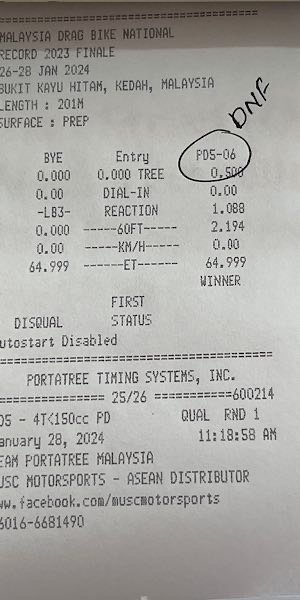 =================================
MALAYSIA DRAG BIKE NATIONAL
RECORD 2023 FINALE
26-28 JAN 2024
BUKIT KAYU HITAM, KEDAH, MALAYSIA
LENGTH : 201M
SURFACE : PREP
DNF
BYE Entry PD5-06
0.000 0.000 TREE 0.500
0.00 DIAL-IN 0.00
-LB3- REACTION 1.088
0.000 -----60FT----- 2.194
0.00 -----KM/H----- 0.00
64.999 ------ET------ 64.999
WINNER
FIRST
DISQUAL STATUS
utostart Disabled
=================================
PORTATREE TIMING SYSTEMS, INC.
============= 25/26 ===========600214
D5 - 4T<150cc PD QUAL RND 1
anuary 28, 2024 11:18:58 AM
EAM PORTATREE MALAYSIA
USC MOTORSPORTS - ASEAN DISTRIBUTOR
ww.facebook.com/muscmotorsports
6016-6681490